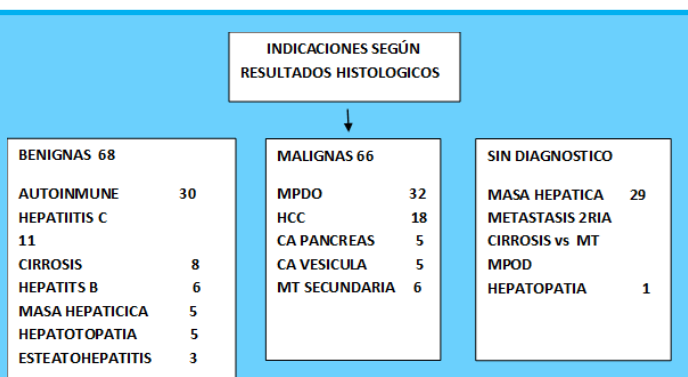 INDICACIONES SEGÚN
RESULTADOS HISTOLOGICOS
BENIGNAS 68
AUTOINMUNE 30
HEPATIITIS C
11
CIRROSIS 8
HEPATITS B 6
MASA HEPATICICA 5
HEPATOTOPATIA 5
ESTEATOHEPATITIS 3
MALIGNAS 66
MPDO 32
HCC 18
CA PANCREAS 5
CA VESICULA 5
MT SECUNDARIA 6
SIN DIAGNOSTICO
MASA HEPATICA 29
METASTASIS 2RIA
CIRROSIS vs MT
MPOD
HEPATOPATIA 1